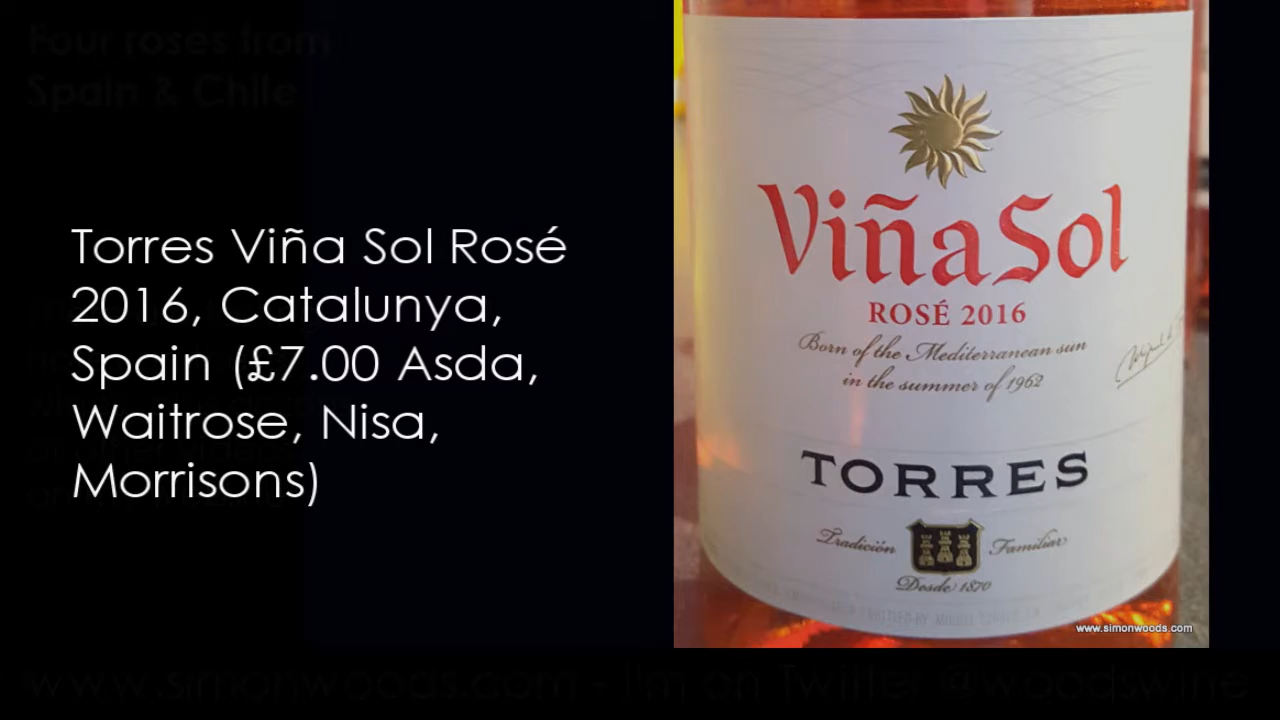 Four roses from
Spain & Chile
Torres Viña Sol Rosé
2016, Catalunya,
Spain (£7.00 Asda,
Waitrose, Nisa,
Morrisons)
ViñaSol
ROSÉ 2016
Born of the Mediterranean sun
in the summer of 1962
TORRES
Tradición Familiar
Desde 1870
www.simonwoods.com
www.simonwoods.com - I'm on Twitter @woodswine